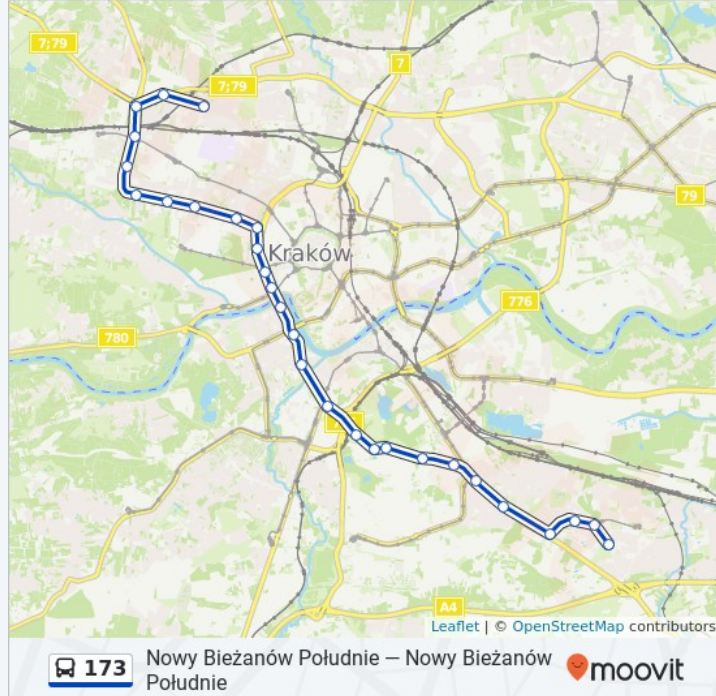 7;79
7
7;79
79
Kraków
776
780
A4
Leaflet | © OpenStreetMap contributors
173
Nowy Bieżanów Południe — Nowy Bieżanów
Południe
moovit